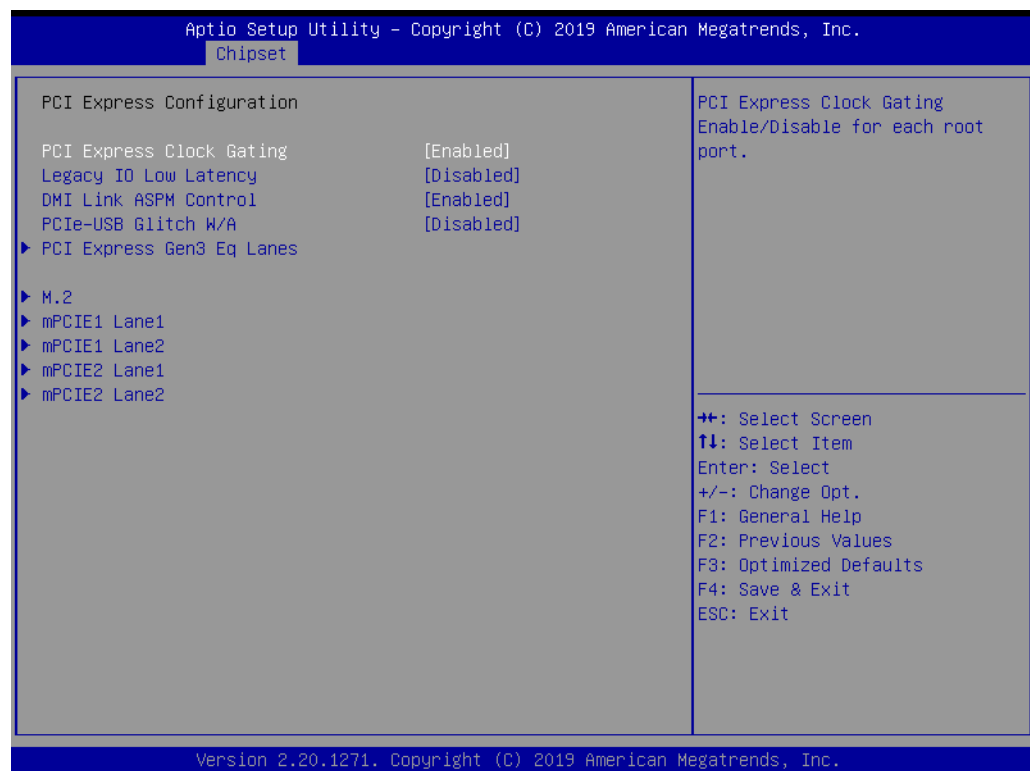 Aptio Setup Utility – Copyright (C) 2019 American Megatrends, Inc.
Chipset
PCI Express Configuration
PCI Express Clock Gating [Enabled]
Legacy IO Low Latency [Disabled]
DMI Link ASPM Control [Enabled]
PCIe-USB Glitch W/A [Disabled]
▶ PCI Express Gen3 Eq Lanes
▶ M.2
▶ mPCIE1 Lane1
▶ mPCIE1 Lane2
▶ mPCIE2 Lane1
▶ mPCIE2 Lane2
PCI Express Clock Gating
Enable/Disable for each root
port.
→←: Select Screen
↑↓: Select Item
Enter: Select
+/-: Change Opt.
F1: General Help
F2: Previous Values
F3: Optimized Defaults
F4: Save & Exit
ESC: Exit
Version 2.20.1271. Copyright (C) 2019 American Megatrends, Inc.